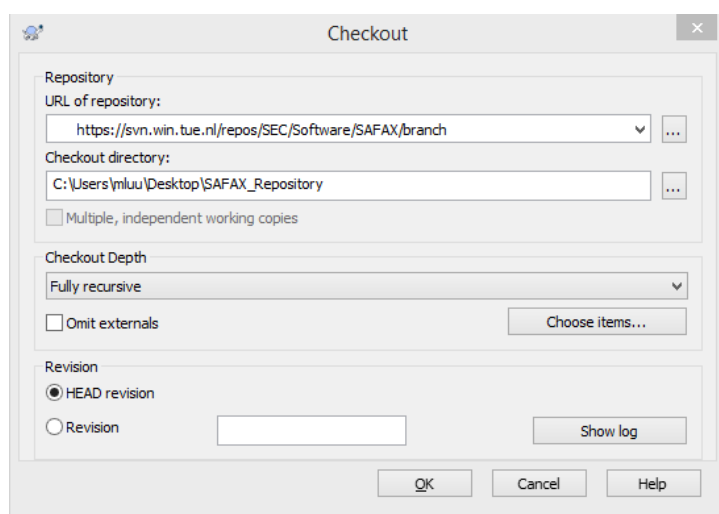 Checkout
Repository
URL of repository:
https://svn.win.tue.nl/repos/SEC/Software/SAFAX/branch
...
Checkout directory:
C:\Users\mluu\Desktop\SAFAX_Repository
...
Multiple, independent working copies
Checkout Depth
Fully recursive
Omit externals
Choose items...
Revision
HEAD revision
Revision
Show log
OK
Cancel
Help